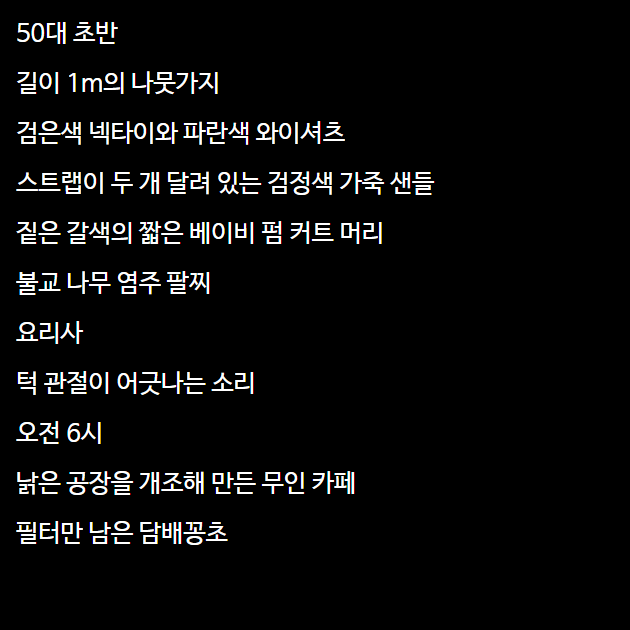 50대 초반
길이 1m의 나뭇가지
검은색 넥타이와 파란색 와이셔츠
스트랩이 두 개 달려 있는 검정색 가죽 샌들
짙은 갈색의 짧은 베이비 펌 커트 머리
불교 나무 염주 팔찌
요리사
턱 관절이 어긋나는 소리
오전 6시
낡은 공장을 개조해 만든 무인 카페
필터만 남은 담배꽁초